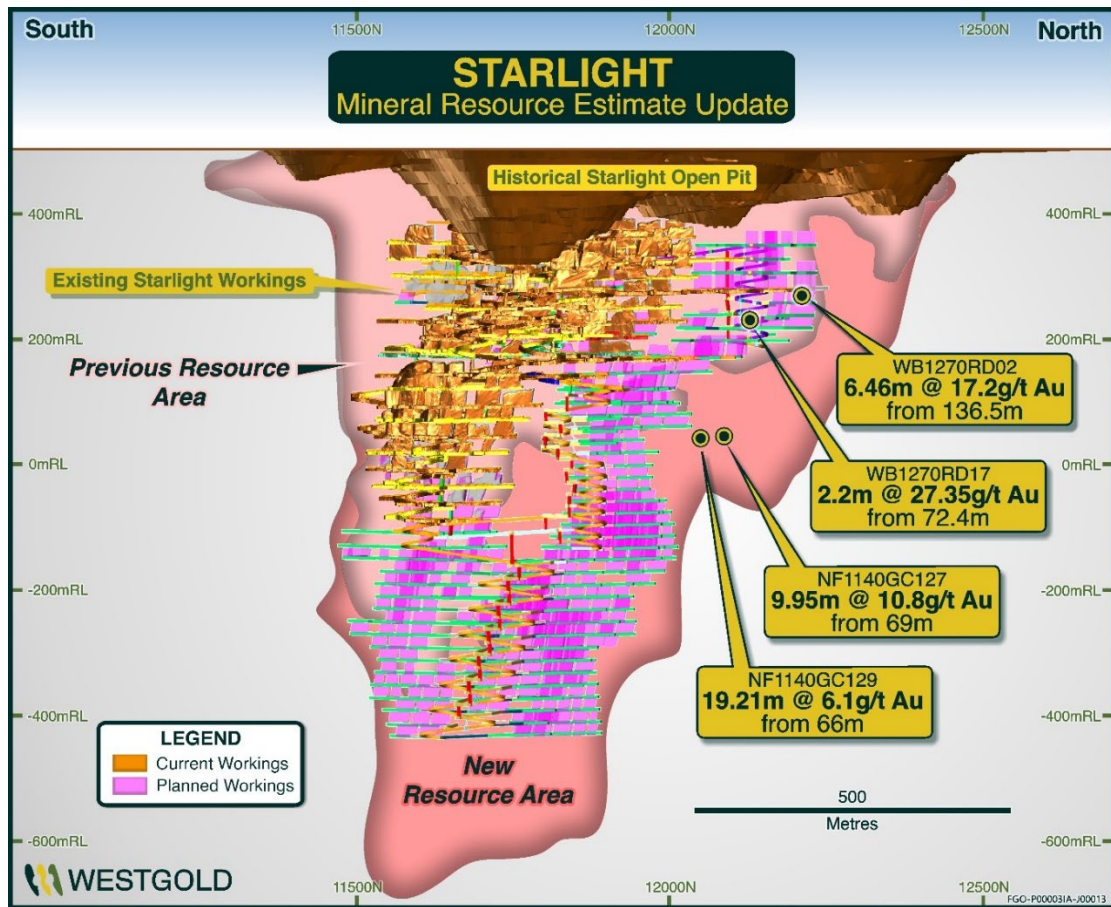 South
11500N
12000N
12500N
North
STARLIGHT
Mineral Resource Estimate Update
Historical Starlight Open Pit
400mRL
400mRL
Existing Starlight Workings
200mRL
200mRL
Previous Resource
Area
WB1270RD02
6.46m @ 17.2g/t Au
from 136.5m
0mRL
0mRL
WB1270RD17
2.2m @ 27.35g/t Au
from 72.4m
NF1140GC127
9.95m @ 10.8g/t Au
from 69m
-200mRL
-200mRL
NF1140GC129
19.21m @ 6.1g/t Au
from 66m
-400mRL
-400mRL
LEGEND
Current Workings
Planned Workings
New
Resource Area
500
Metres
-600mRL
-600mRL
WESTGOLD
11500N
12000N
12500N
FGO-P00003IA-J00013